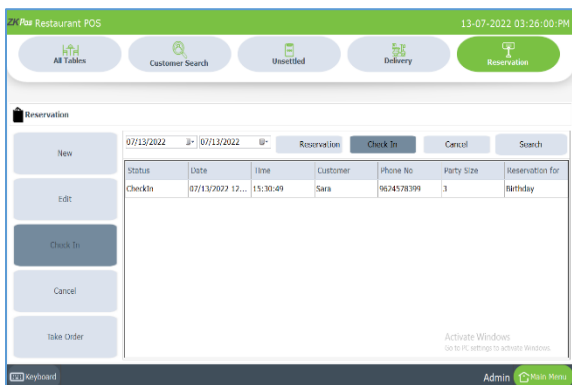 ZKPos Restaurant POS 13-07-2022 03:26:00:PM
All Tables Customer Search Unsettled Delivery Reservation
Reservation
New
Edit
Check In
Cancel
Take Order
07/13/2022 07/13/2022 Reservation Check In Cancel Search
Status Date Time Customer Phone No Party Size Reservation for
CheckIn 07/13/2022 12... 15:30:49 Sara 9624578399 3 Birthday
Activate Windows
Go to PC settings to activate Windows.
Keyboard Admin Main Menu